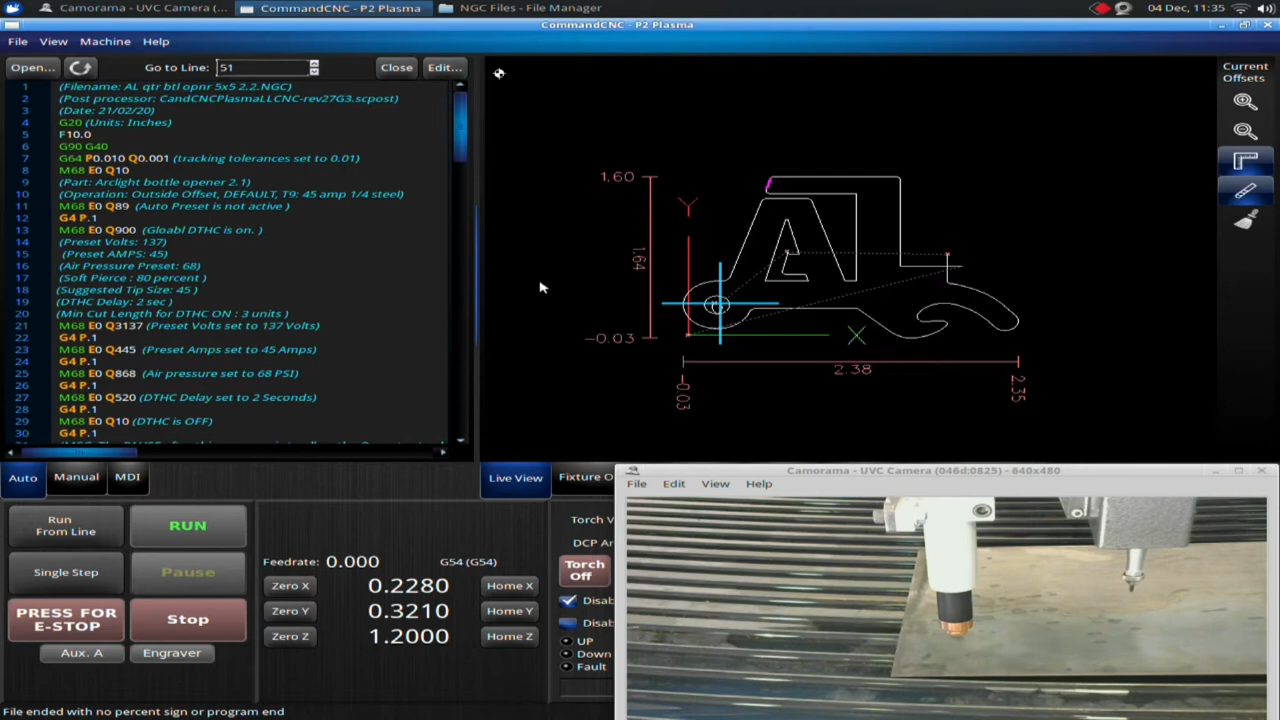 Camorama - UVC Camera (... CommandCNC - P2 Plasma NGC Files - File Manager 04 Dec, 11:35
CommandCNC - P2 Plasma
File View Machine Help
Open... Go to Line: 51 Close Edit...
Current
Offsets
1 (Filename: AL qtr btl opnr 5x5 2.2.NGC)
2 (Post processor: CandCNCPlasmaLLCNC-rev27G3.scpost)
3 (Date: 21/02/20)
4 G20 (Units: Inches)
5 F10.0
6 G90 G40
7 G64 P0.010 Q0.001 (tracking tolerances set to 0.01)
8 M68 E0 Q10
9 (Part: Arclight bottle opener 2.1)
10 (Operation: Outside Offset, DEFAULT, T9: 45 amp 1/4 steel)
11 M68 E0 Q89 (Auto Preset is not active )
12 G4 P.1
13 M68 E0 Q900 (Gloabl DTHC is on. )
14 (Preset Volts: 137)
15 (Preset AMPS: 45)
16 (Air Pressure Preset: 68)
17 (Soft Pierce : 80 percent )
18 (Suggested Tip Size: 45 )
19 (DTHC Delay: 2 sec )
20 (Min Cut Length for DTHC ON : 3 units )
21 M68 E0 Q3137 (Preset Volts set to 137 Volts)
22 G4 P.1
23 M68 E0 Q445 (Preset Amps set to 45 Amps)
24 G4 P.1
25 M68 E0 Q868 (Air pressure set to 68 PSI)
26 G4 P.1
27 M68 E0 Q520 (DTHC Delay set to 2 Seconds)
28 G4 P.1
29 M68 E0 Q10 (DTHC is OFF)
30 G4 P.1
1.60
Y
1.64
-0.03
X
2.38
-0.03
2.35
Auto Manual MDI
Live View Fixture O
Run
From Line
RUN
Single Step
Pause
PRESS FOR
E-STOP
Stop
Aux. A Engraver
Feedrate: 0.000 G54 (G54)
Zero X 0.2280 Home X
Zero Y 0.3210 Home Y
Zero Z 1.2000 Home Z
Torch V
DCP Ar
Torch
Off
Disab
Disab
UP
Down
Fault
Camorama - UVC Camera (046d:0825) - 640x480
File Edit View Help
File ended with no percent sign or program end